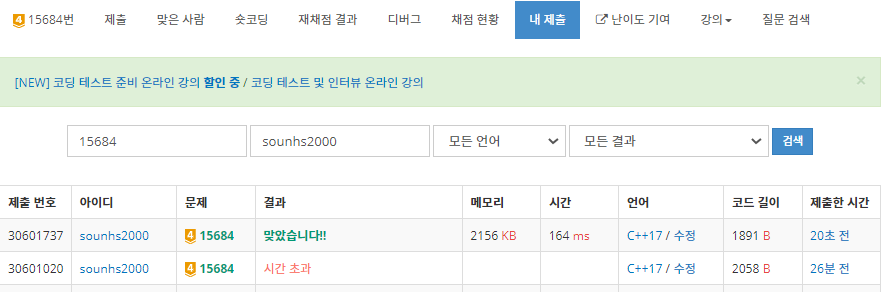 4 15684번 제출 맞은 사람 숏코딩 재채점 결과 디버그 채점 현황 내 제출 난이도 기여 강의 질문 검색
[NEW] 코딩 테스트 준비 온라인 강의 할인 중 / 코딩 테스트 및 인터뷰 온라인 강의 ×
15684 sounhs2000 모든 언어 모든 결과 검색
제출 번호 아이디 문제 결과 메모리 시간 언어 코드 길이 제출한 시간
30601737 sounhs2000 4 15684 맞았습니다!! 2156 KB 164 ms C++17 / 수정 1891 B 20초 전
30601020 sounhs2000 4 15684 시간 초과 C++17 / 수정 2058 B 26분 전